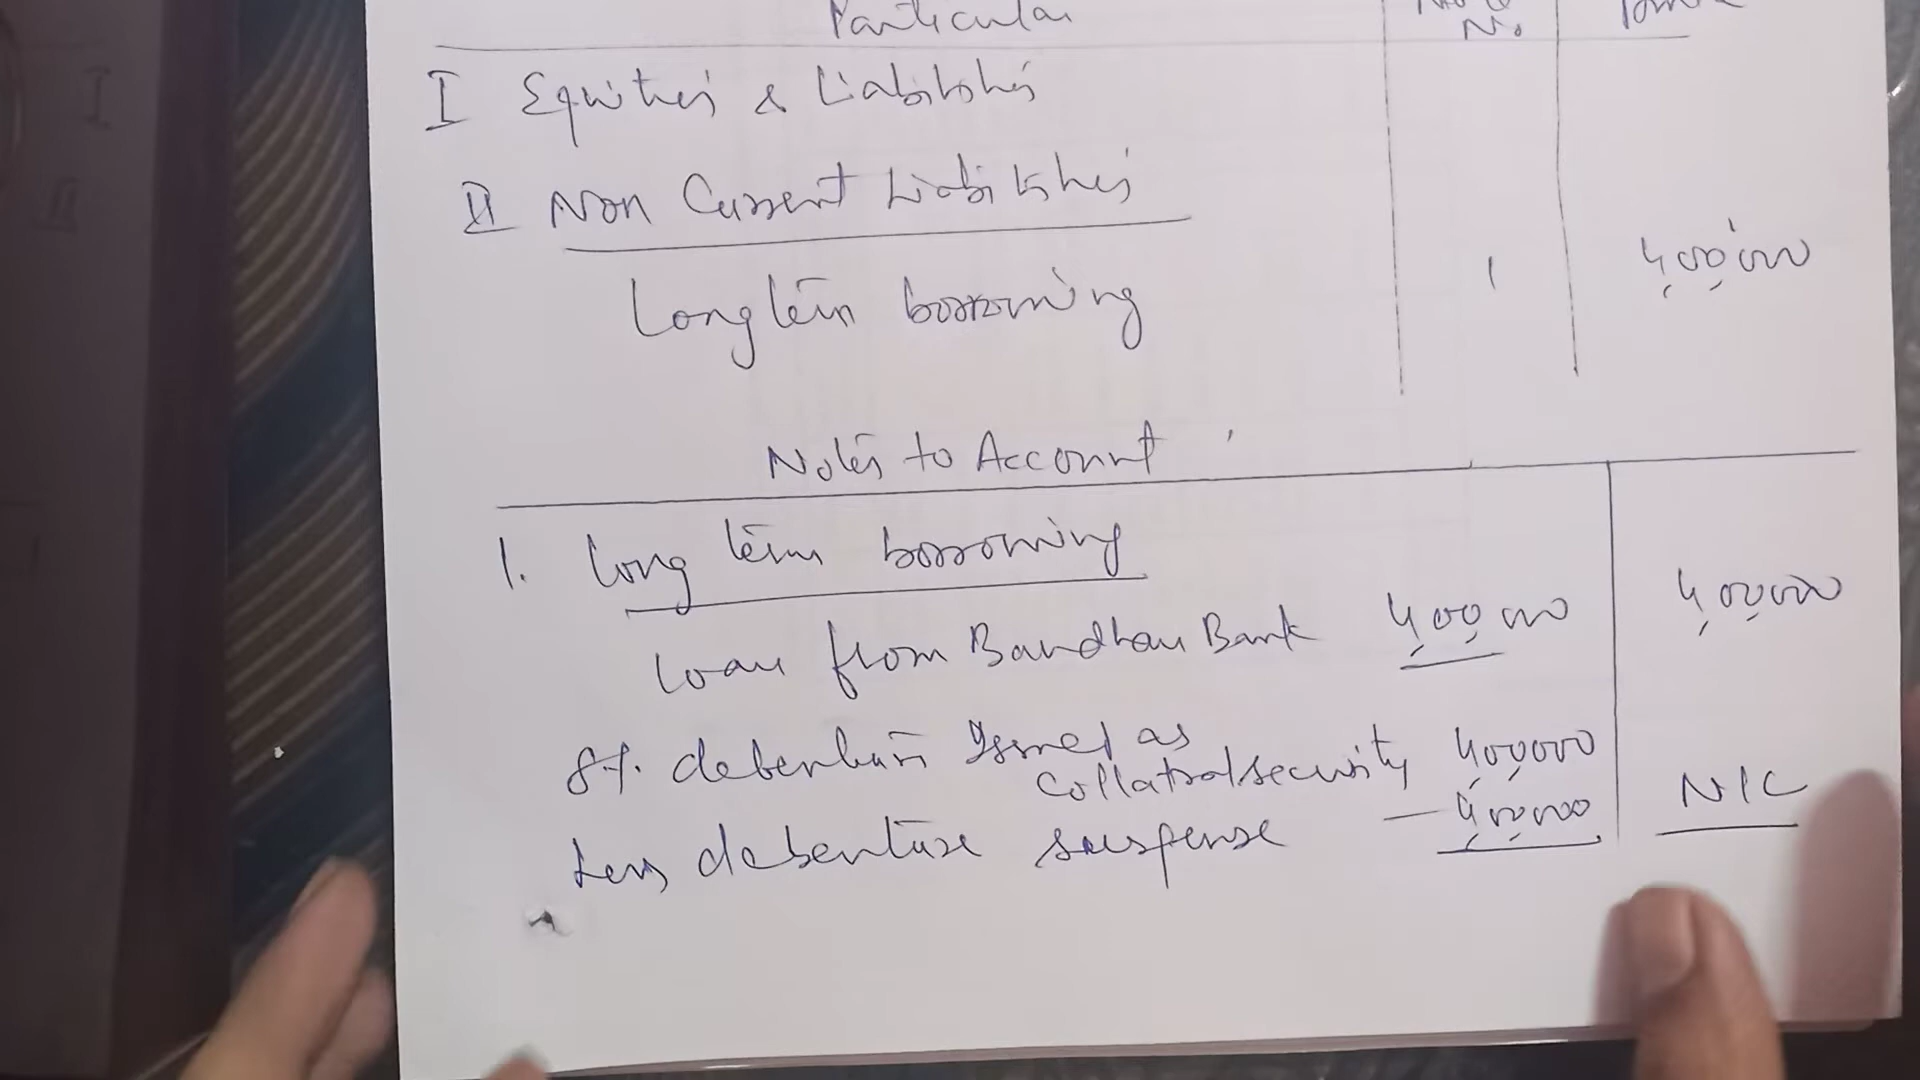 Particular
No
I Equities & Liabilities
II Non Current Liabilities
Long term borrowing 1 4,00,000
Notes to Account
1. Long term borrowing
Loan from Bandhan Bank 4,00,000 4,00,000
8%. debenture Issued as
Collatral security 4,00,000
Less debenture suspense — 4,00,000 NIL